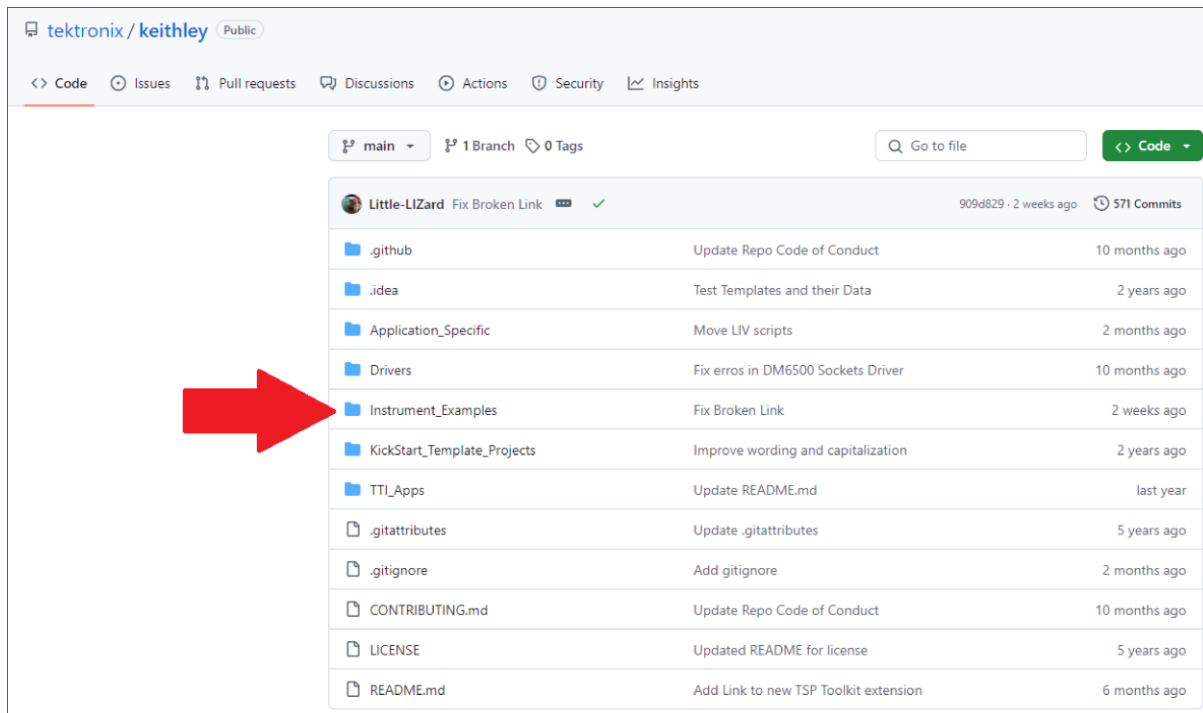 tektronix / keithley Public
Code Issues Pull requests Discussions Actions Security Insights
main 1 Branch 0 Tags Go to file Code
Little-LIZard Fix Broken Link 909d829 · 2 weeks ago 571 Commits
.github Update Repo Code of Conduct 10 months ago
.idea Test Templates and their Data 2 years ago
Application_Specific Move LIV scripts 2 months ago
Drivers Fix erros in DM6500 Sockets Driver 10 months ago
Instrument_Examples Fix Broken Link 2 weeks ago
KickStart_Template_Projects Improve wording and capitalization 2 years ago
TTI_Apps Update README.md last year
.gitattributes Update .gitattributes 5 years ago
.gitignore Add gitignore 2 months ago
CONTRIBUTING.md Update Repo Code of Conduct 10 months ago
LICENSE Updated README for license 5 years ago
README.md Add Link to new TSP Toolkit extension 6 months ago